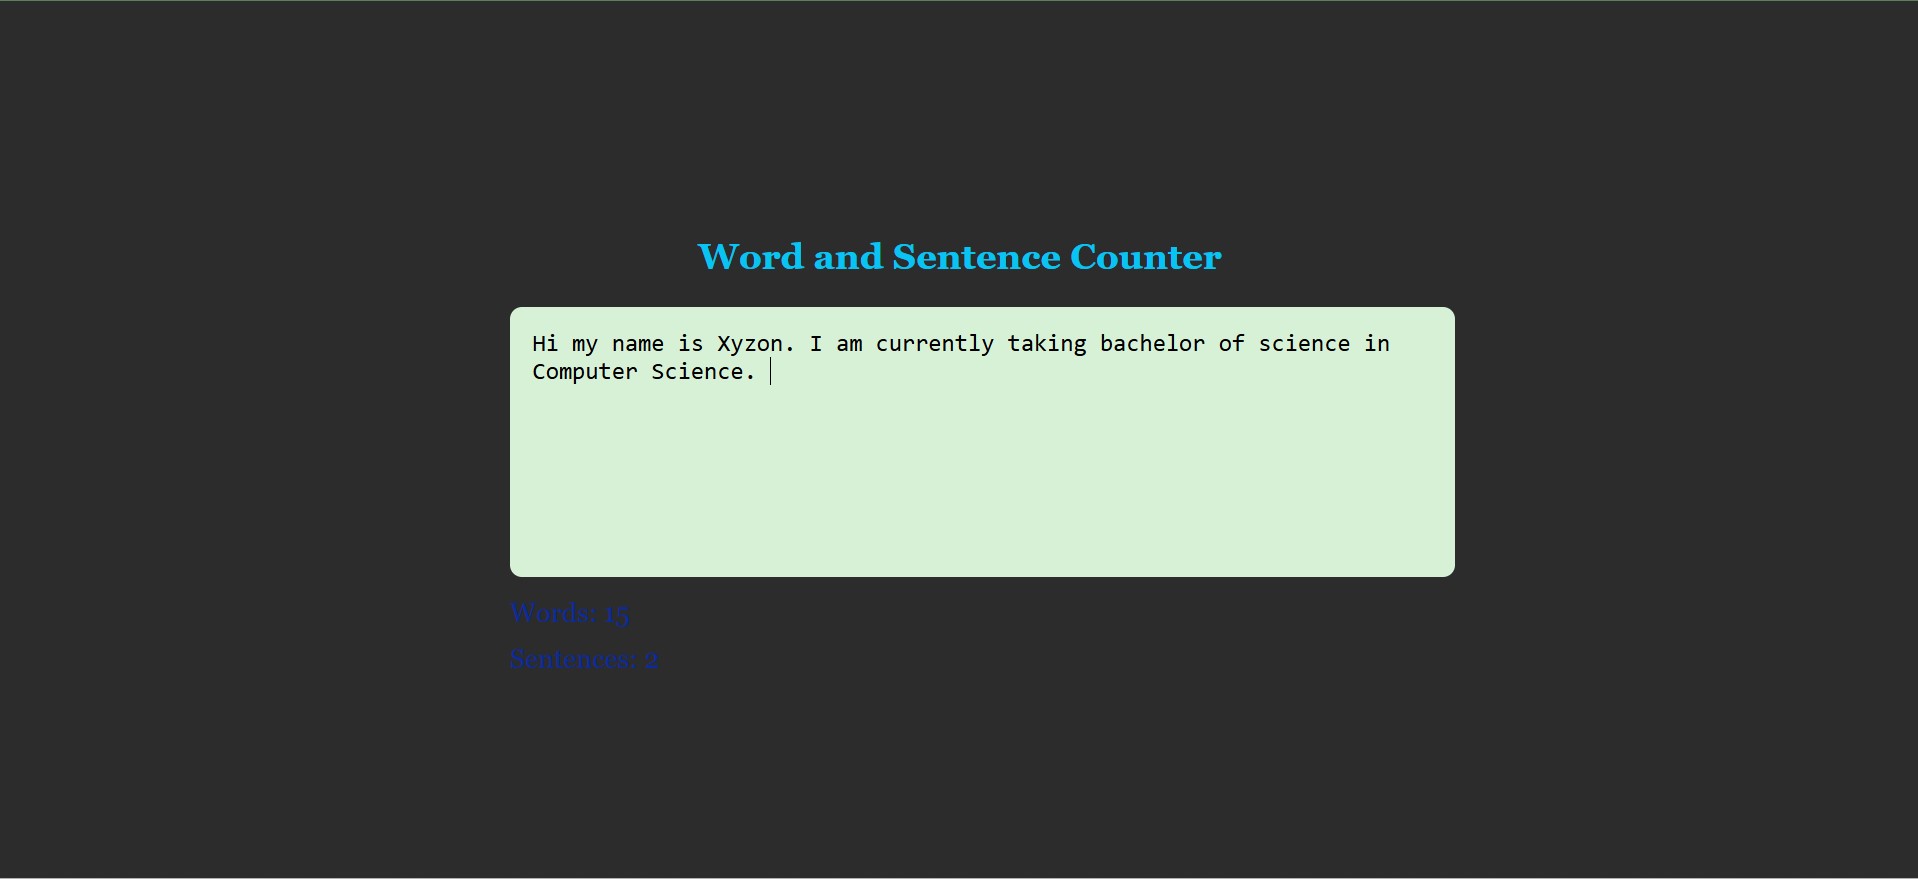 Word and Sentence Counter
Hi my name is Xyzon. I am currently taking bachelor of science in
Computer Science.
Words: 15
Sentences: 2